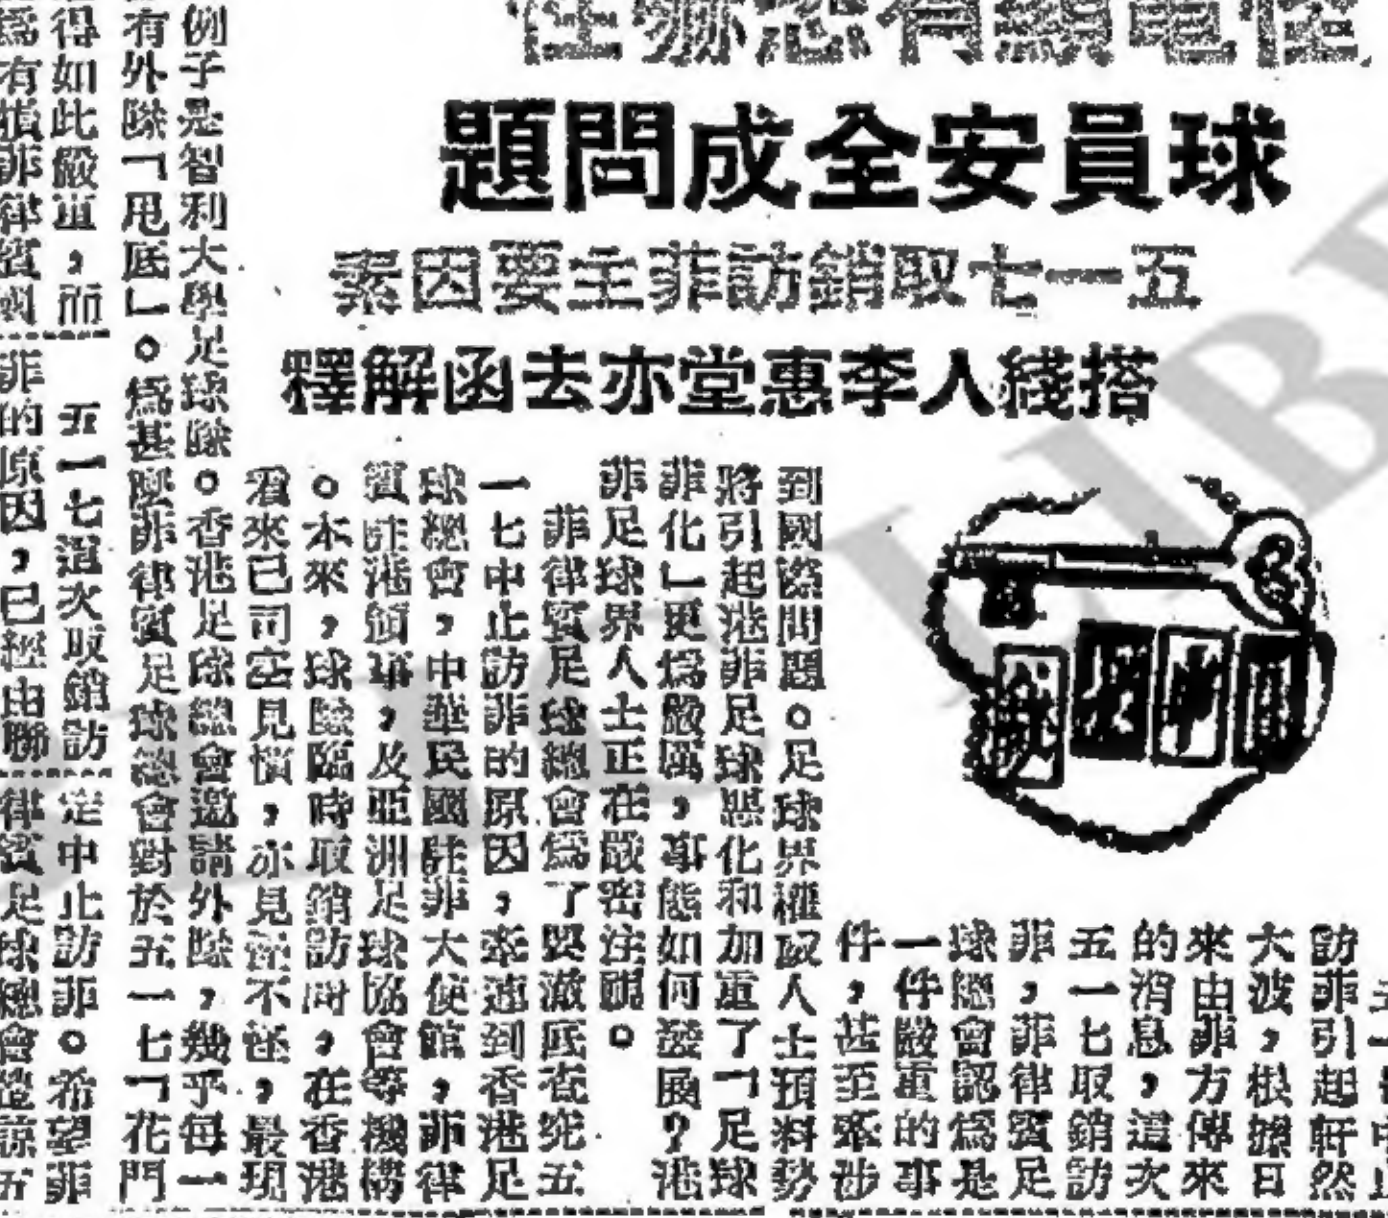 球員安全成問題
五一七取銷訪菲主要因素
搭綫人李惠堂亦去函解釋
訪菲引起軒然
大波，根據日
來由菲方傳來
的消息，這次
五一七取銷訪
菲，菲律賓足
球總會認為是
一件嚴重的事
件，甚至牽涉
到國際問題。足球界權威人士預料勢
將引起港菲足球惡化和加重了「足球
菲化」更為嚴厲，事態如何發展？港
菲足球界人士正在嚴密注視。
菲律賓足球總會為了要澈底查究五
一七中止訪菲的原因，來速到香港足
球總會，中華民國駐菲大使館，菲律
賓駐港領事，及亞洲足球協會等機構
。本來，球隊臨時取銷訪問，在香港
看來已司空見慣，亦見怪不怪，最現
例子是智利大學足球隊。香港足球總會邀請外隊，幾乎每一
有外隊「甩底」。為甚麼菲律賓足球總會對於五一七「花門
得如此嚴重，而
為有損菲律賓國
五一七這次取銷訪
菲的原因，已經由聯
定中止訪菲。希望菲
律賓足球總會諒五